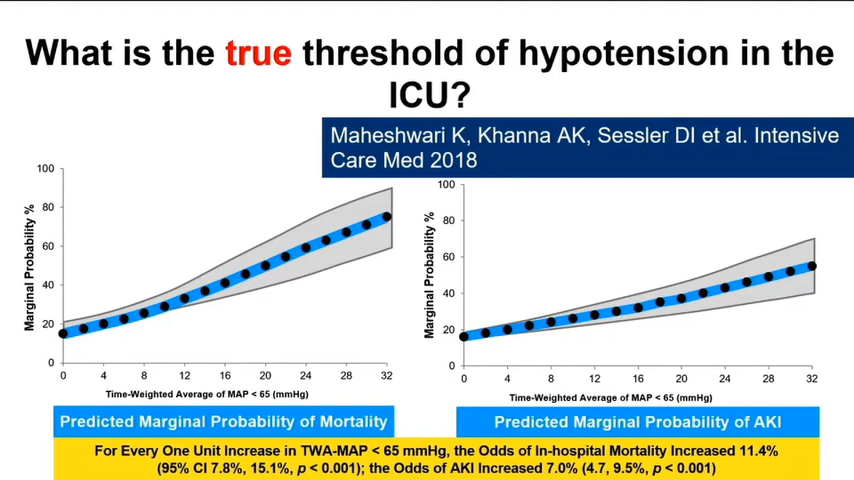 What is the true threshold of hypotension in the
ICU?
Maheshwari K, Khanna AK, Sessler DI et al. Intensive
Care Med 2018
Marginal Probability %
100
80
60
40
20
0
0 4 8 12 16 20 24 28 32
Time-Weighted Average of MAP < 65 (mmHg)
Predicted Marginal Probability of Mortality
Marginal Probability %
100
80
60
40
20
0
0 4 8 12 16 20 24 28 32
Time-Weighted Average of MAP < 65 (mmHg)
Predicted Marginal Probability of AKI
For Every One Unit Increase in TWA-MAP < 65 mmHg, the Odds of In-hospital Mortality Increased 11.4%
(95% CI 7.8%, 15.1%, p < 0.001); the Odds of AKI Increased 7.0% (4.7, 9.5%, p < 0.001)